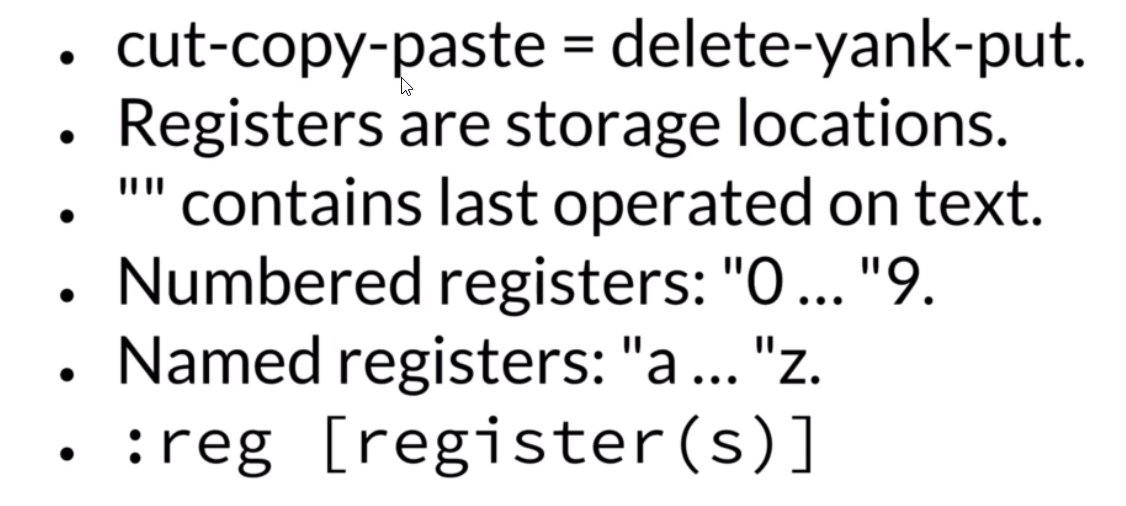 • cut-copy-paste = delete-yank-put.
• Registers are storage locations.
• "" contains last operated on text.
• Numbered registers: "0 ... "9.
• Named registers: "a ... "z.
• :reg [register(s)]